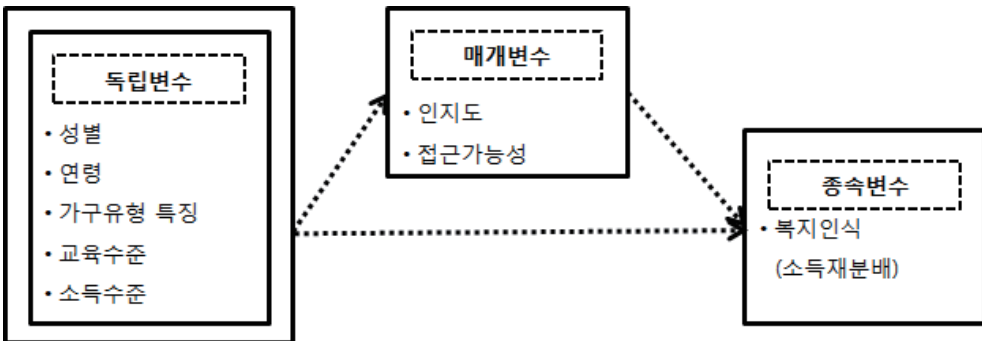 독립변수
• 성별
• 연령
• 가구유형 특징
• 교육수준
• 소득수준
매개변수
• 인지도
• 접근가능성
종속변수
• 복지인식
(소득재분배)